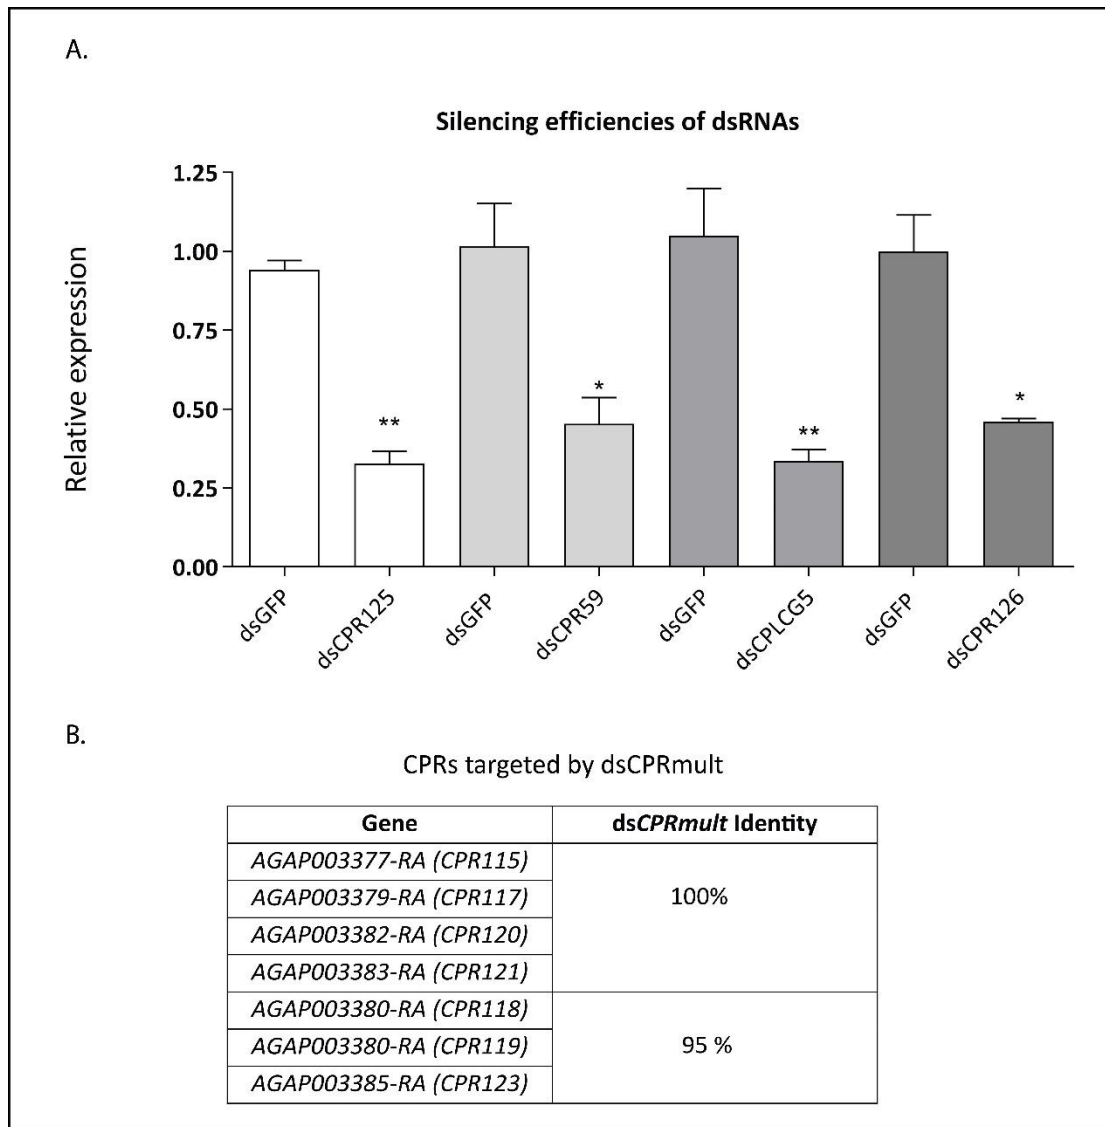 A.
Silencing efficiencies of dsRNAs
Relative expression
1.25
1.00
0.75
0.50
0.25
0.00
**
*
**
*
dsGFP
dsCPR125
dsGFP
dsCPR59
dsGFP
dsCPLCG5
dsGFP
dsCPR126
B.
CPRs targeted by dsCPRmult
Gene dsCPRmult Identity
AGAP003377-RA (CPR115)
AGAP003379-RA (CPR117) 100%
AGAP003382-RA (CPR120)
AGAP003383-RA (CPR121)
AGAP003380-RA (CPR118)
AGAP003380-RA (CPR119) 95 %
AGAP003385-RA (CPR123)